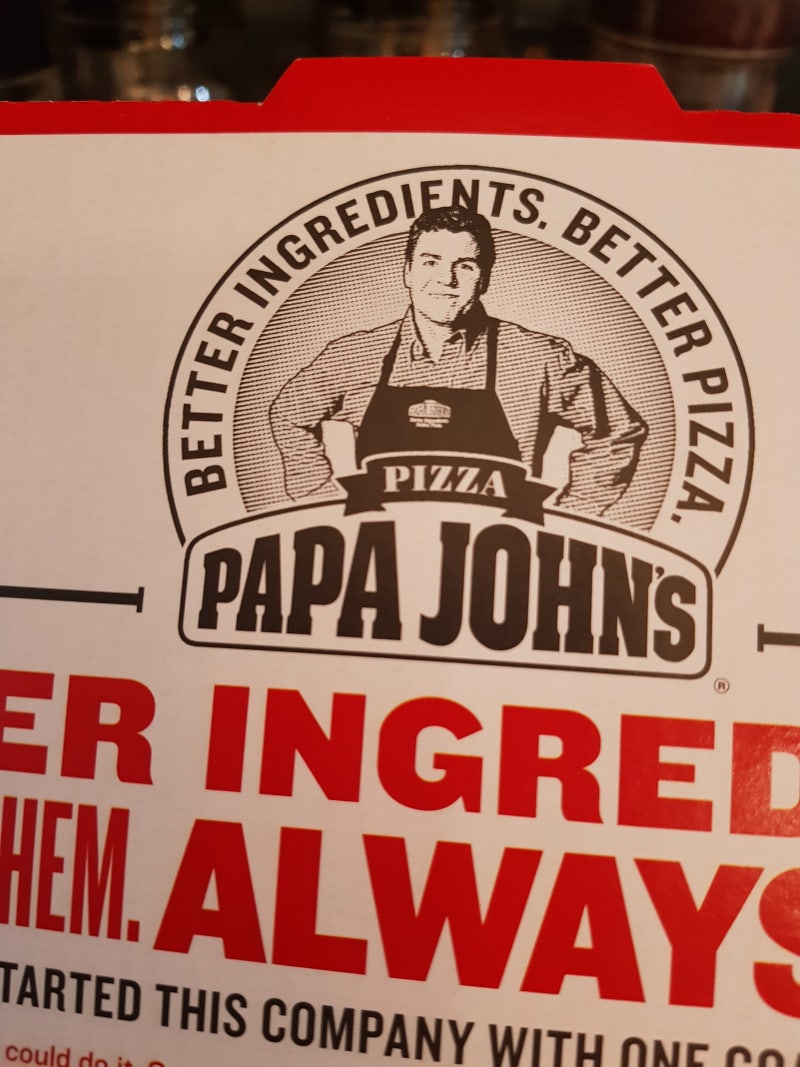 BETTER INGREDIENTS. BETTER PIZZA.
PIZZA
PAPA JOHN'S
®
ER INGRED
HEM. ALWAYS
TARTED THIS COMPANY WITH ONE
could do it.